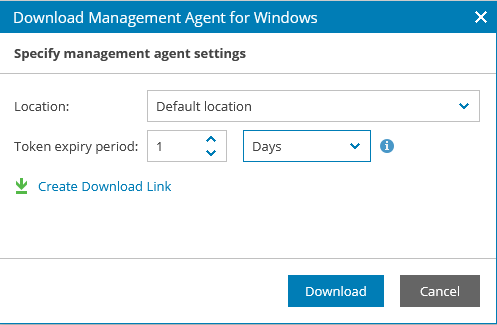 Download Management Agent for Windows
Specify management agent settings
Location: Default location
Token expiry period: 1 Days
Create Download Link
Download Cancel